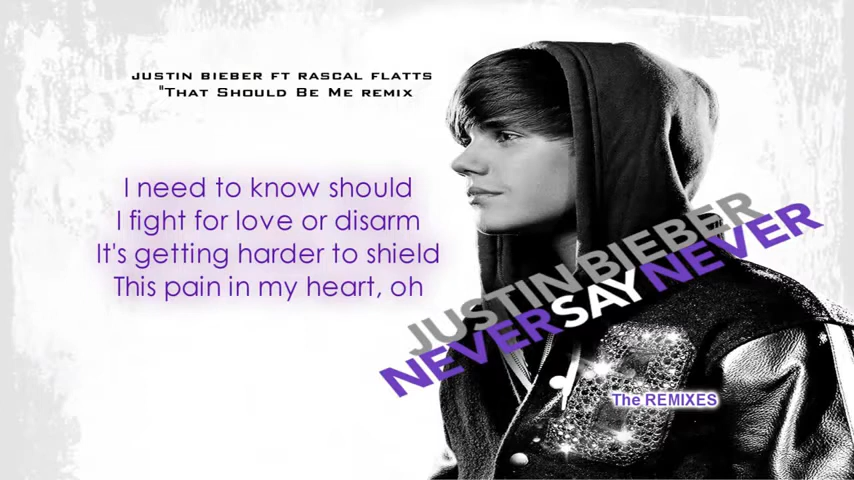 JUSTIN BIEBER FT RASCAL FLATTS
"THAT SHOULD BE ME REMIX
I need to know should
I fight for love or disarm
It's getting harder to shield
This pain in my heart, oh
JUSTIN BIEBER
NEVER SAY NEVER
The REMIXES